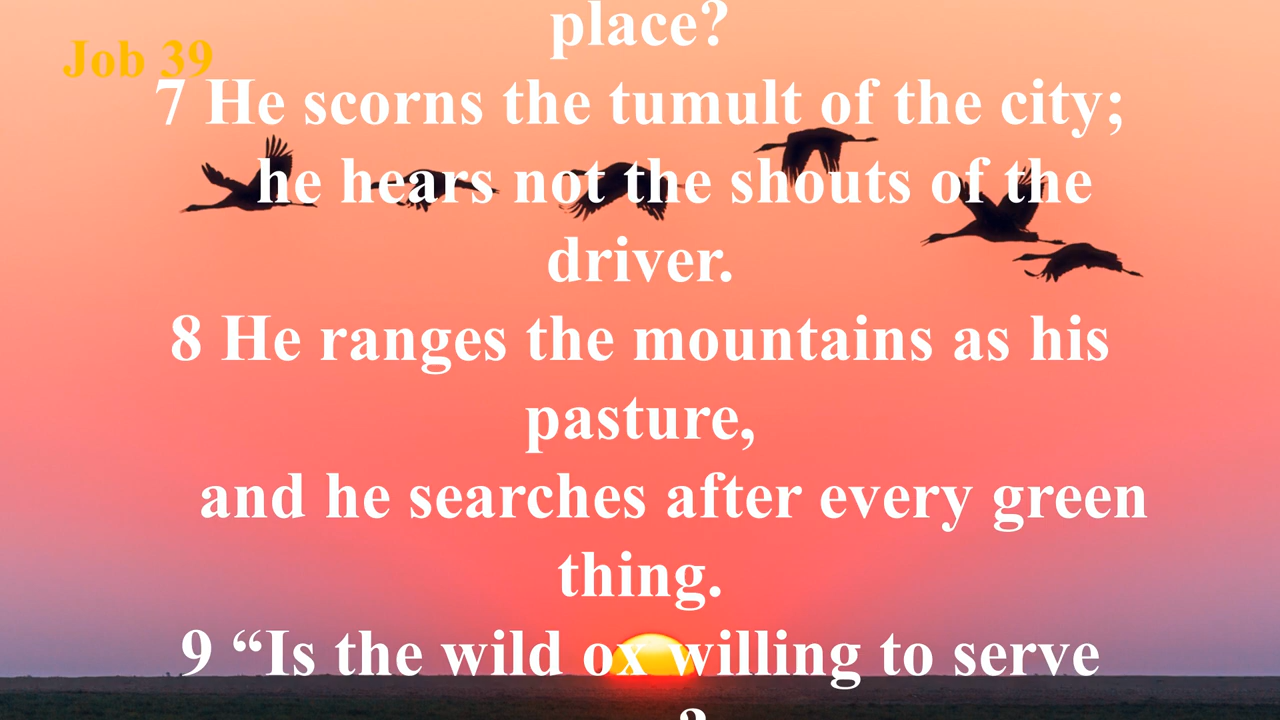 place?
Job 39
7 He scorns the tumult of the city;
he hears not the shouts of the
driver.
8 He ranges the mountains as his
pasture,
and he searches after every green
thing.
9 “Is the wild ox willing to serve
?